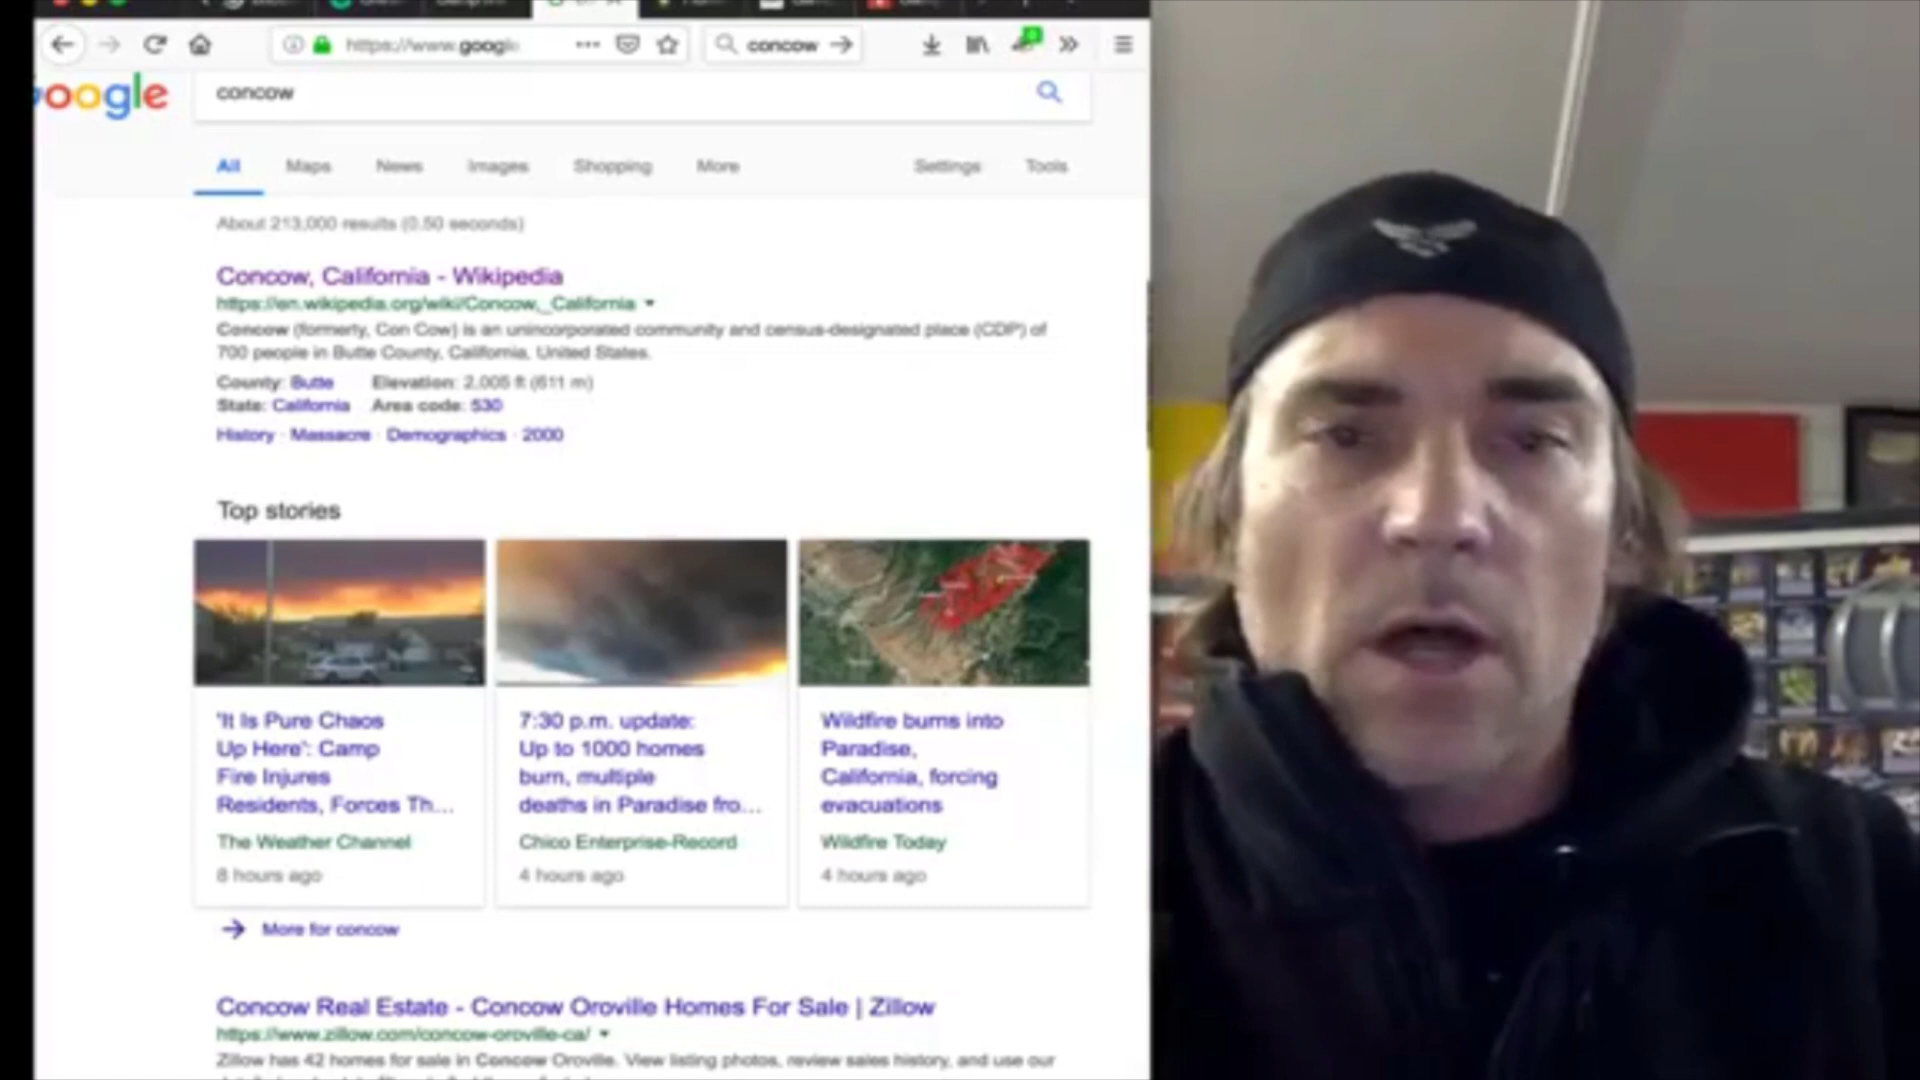 https://www.google
concow
oogle
concow
All Maps News Images Shopping More Settings Tools
About 213,000 results (0.50 seconds)
Concow, California - Wikipedia
https://en.wikipedia.org/wiki/Concow,_California
Concow (formerly, Con Cow) is an unincorporated community and census-designated place (CDP) of
700 people in Butte County, California, United States.
County: Butte Elevation: 2,005 ft (611 m)
State: California Area code: 530
History · Massacre · Demographics · 2000
Top stories
'It Is Pure Chaos
Up Here': Camp
Fire Injures
Residents, Forces Th...
The Weather Channel
8 hours ago
7:30 p.m. update:
Up to 1000 homes
burn, multiple
deaths in Paradise fro...
Chico Enterprise-Record
4 hours ago
Wildfire burns into
Paradise,
California, forcing
evacuations
Wildfire Today
4 hours ago
More for concow
Concow Real Estate - Concow Oroville Homes For Sale | Zillow
https://www.zillow.com/concow-oroville-ca/
Zillow has 42 homes for sale in Concow Oroville. View listing photos, review sales history, and use our